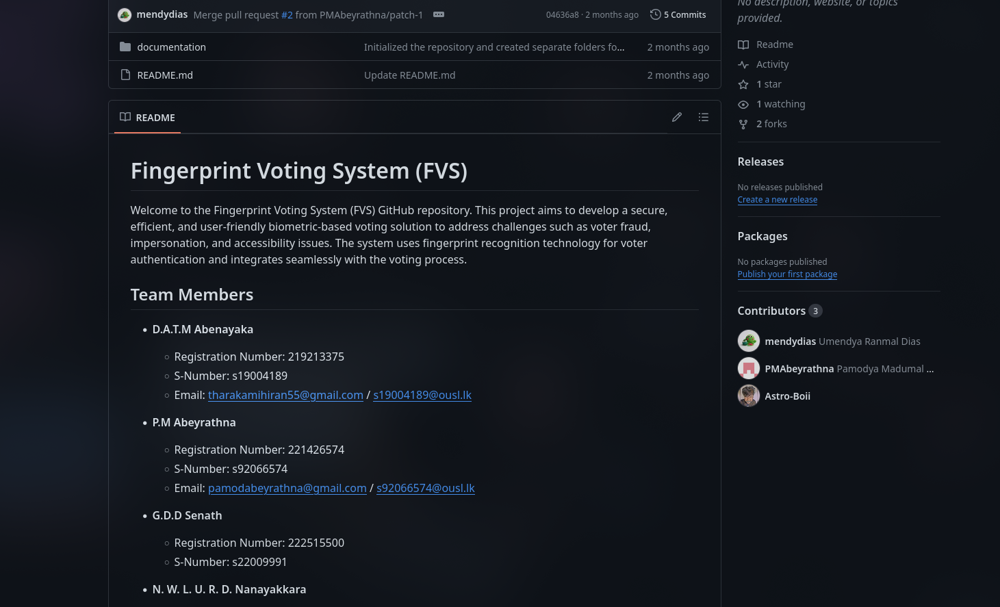 mendydias Merge pull request #2 from PMAbeyrathna/patch-1 04636a8 · 2 months ago 5 Commits
documentation Initialized the repository and created separate folders fo... 2 months ago
README.md Update README.md 2 months ago
README
Fingerprint Voting System (FVS)
Welcome to the Fingerprint Voting System (FVS) GitHub repository. This project aims to develop a secure,
efficient, and user-friendly biometric-based voting solution to address challenges such as voter fraud,
impersonation, and accessibility issues. The system uses fingerprint recognition technology for voter
authentication and integrates seamlessly with the voting process.
Team Members
• D.A.T.M Abenayaka
○ Registration Number: 219213375
○ S-Number: s19004189
○ Email: tharakamihiran55@gmail.com / s19004189@ousl.lk
• P.M Abeyrathna
○ Registration Number: 221426574
○ S-Number: s92066574
○ Email: pamodabeyrathna@gmail.com / s92066574@ousl.lk
• G.D.D Senath
○ Registration Number: 222515500
○ S-Number: s22009991
• N. W. L. U. R. D. Nanayakkara
No description, website, or topics
provided.
Readme
Activity
1 star
1 watching
2 forks
Releases
No releases published
Create a new release
Packages
No packages published
Publish your first package
Contributors 3
mendydias Umendya Ranmal Dias
PMAbeyrathna Pamodya Madumal ...
Astro-Boii